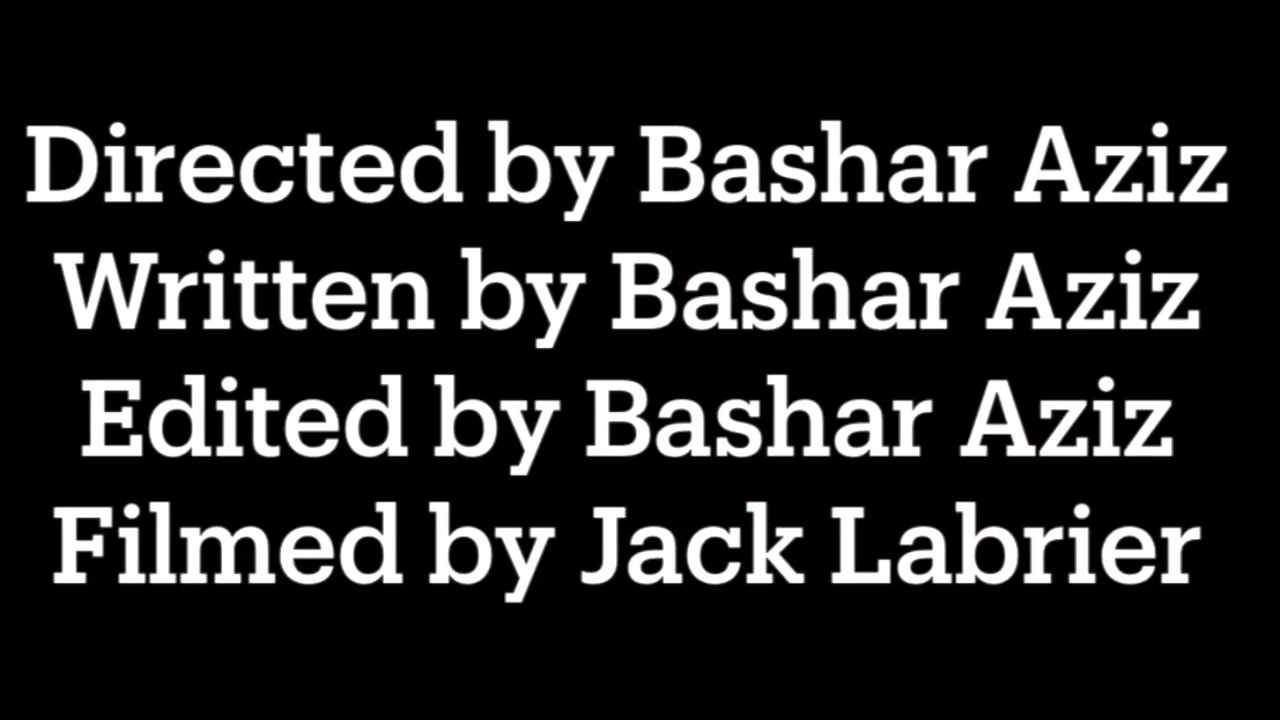 Directed by Bashar Aziz
Written by Bashar Aziz
Edited by Bashar Aziz
Filmed by Jack Labrier